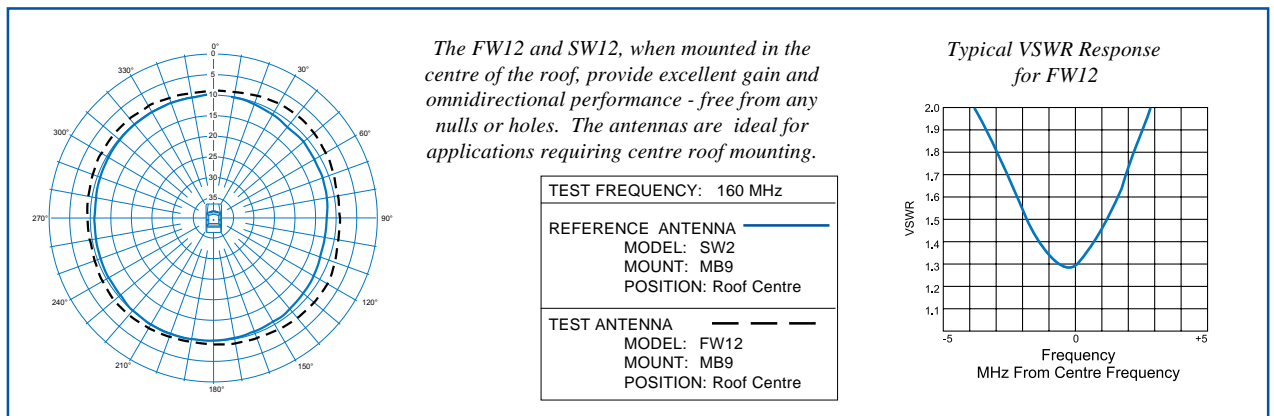 0°
0
5
10
15
20
25
30
35
30°
60°
90°
120°
150°
180°
210°
240°
270°
300°
330°
The FW12 and SW12, when mounted in the
centre of the roof, provide excellent gain and
omnidirectional performance - free from any
nulls or holes. The antennas are ideal for
applications requiring centre roof mounting.
TEST FREQUENCY: 160 MHz
REFERENCE ANTENNA
MODEL: SW2
MOUNT: MB9
POSITION: Roof Centre
TEST ANTENNA
MODEL: FW12
MOUNT: MB9
POSITION: Roof Centre
Typical VSWR Response
for FW12
VSWR
2.0
1.9
1.8
1.7
1.6
1.5
1.4
1.3
1.2
1.1
-5
0
+5
Frequency
MHz From Centre Frequency